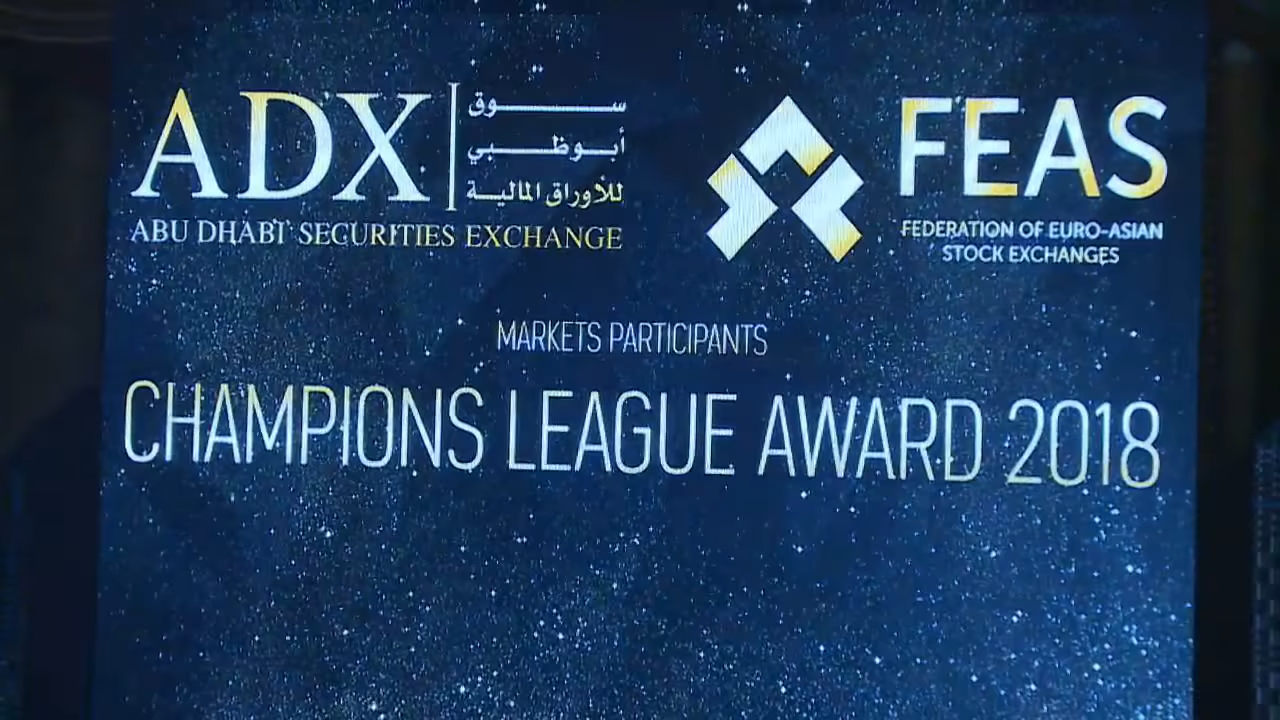 ADX
سوق
أبوظبي
للأوراق المالية
ABU DHABI SECURITIES EXCHANGE
FEAS
FEDERATION OF EURO-ASIAN
STOCK EXCHANGES
MARKETS PARTICIPANTS
CHAMPIONS LEAGUE AWARD 2018